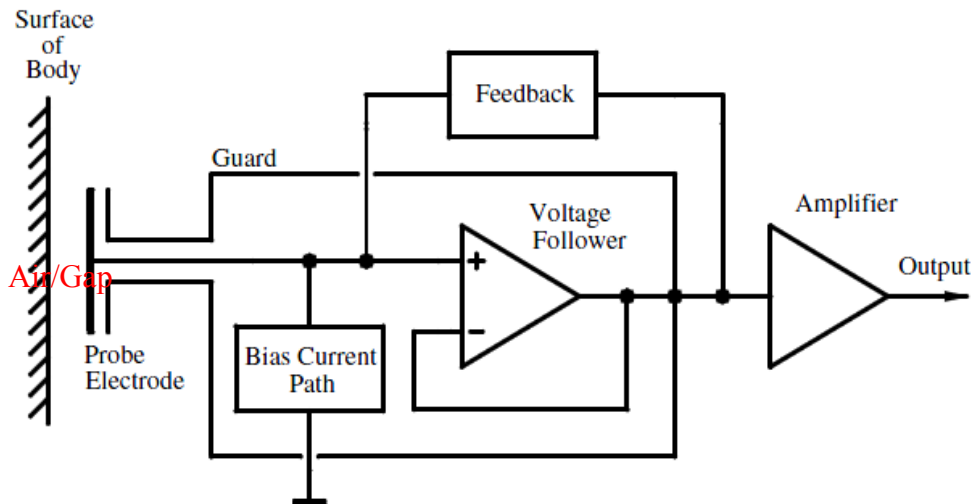 Surface
of
Body
Feedback
Guard
Voltage
Follower
Amplifier
+
Air/Gap
Output
−
Probe
Electrode
Bias Current
Path